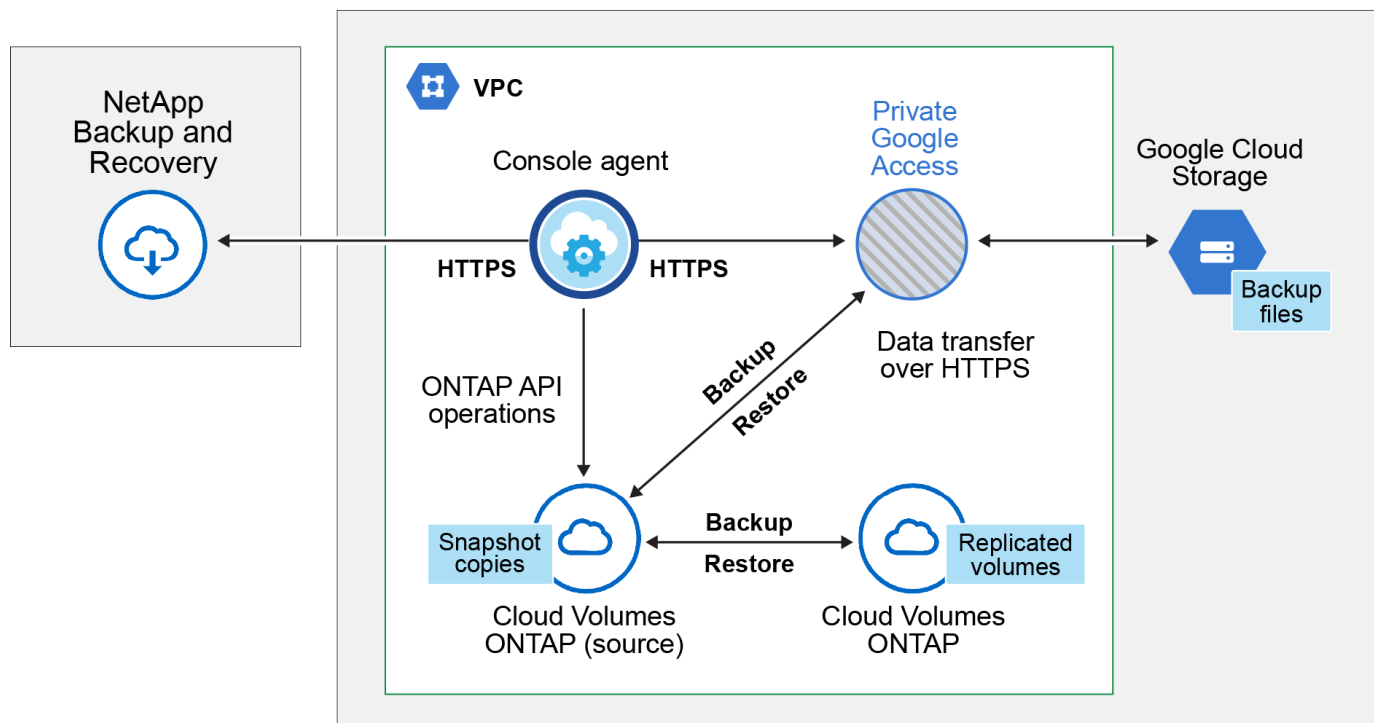 NetApp
Backup and
Recovery
VPC
Console agent
Private
Google
Access
Google Cloud
Storage
Backup
files
HTTPS
HTTPS
ONTAP API
operations
Backup
Restore
Data transfer
over HTTPS
Snapshot
copies
Backup
Restore
Replicated
volumes
Cloud Volumes
ONTAP (source)
Cloud Volumes
ONTAP